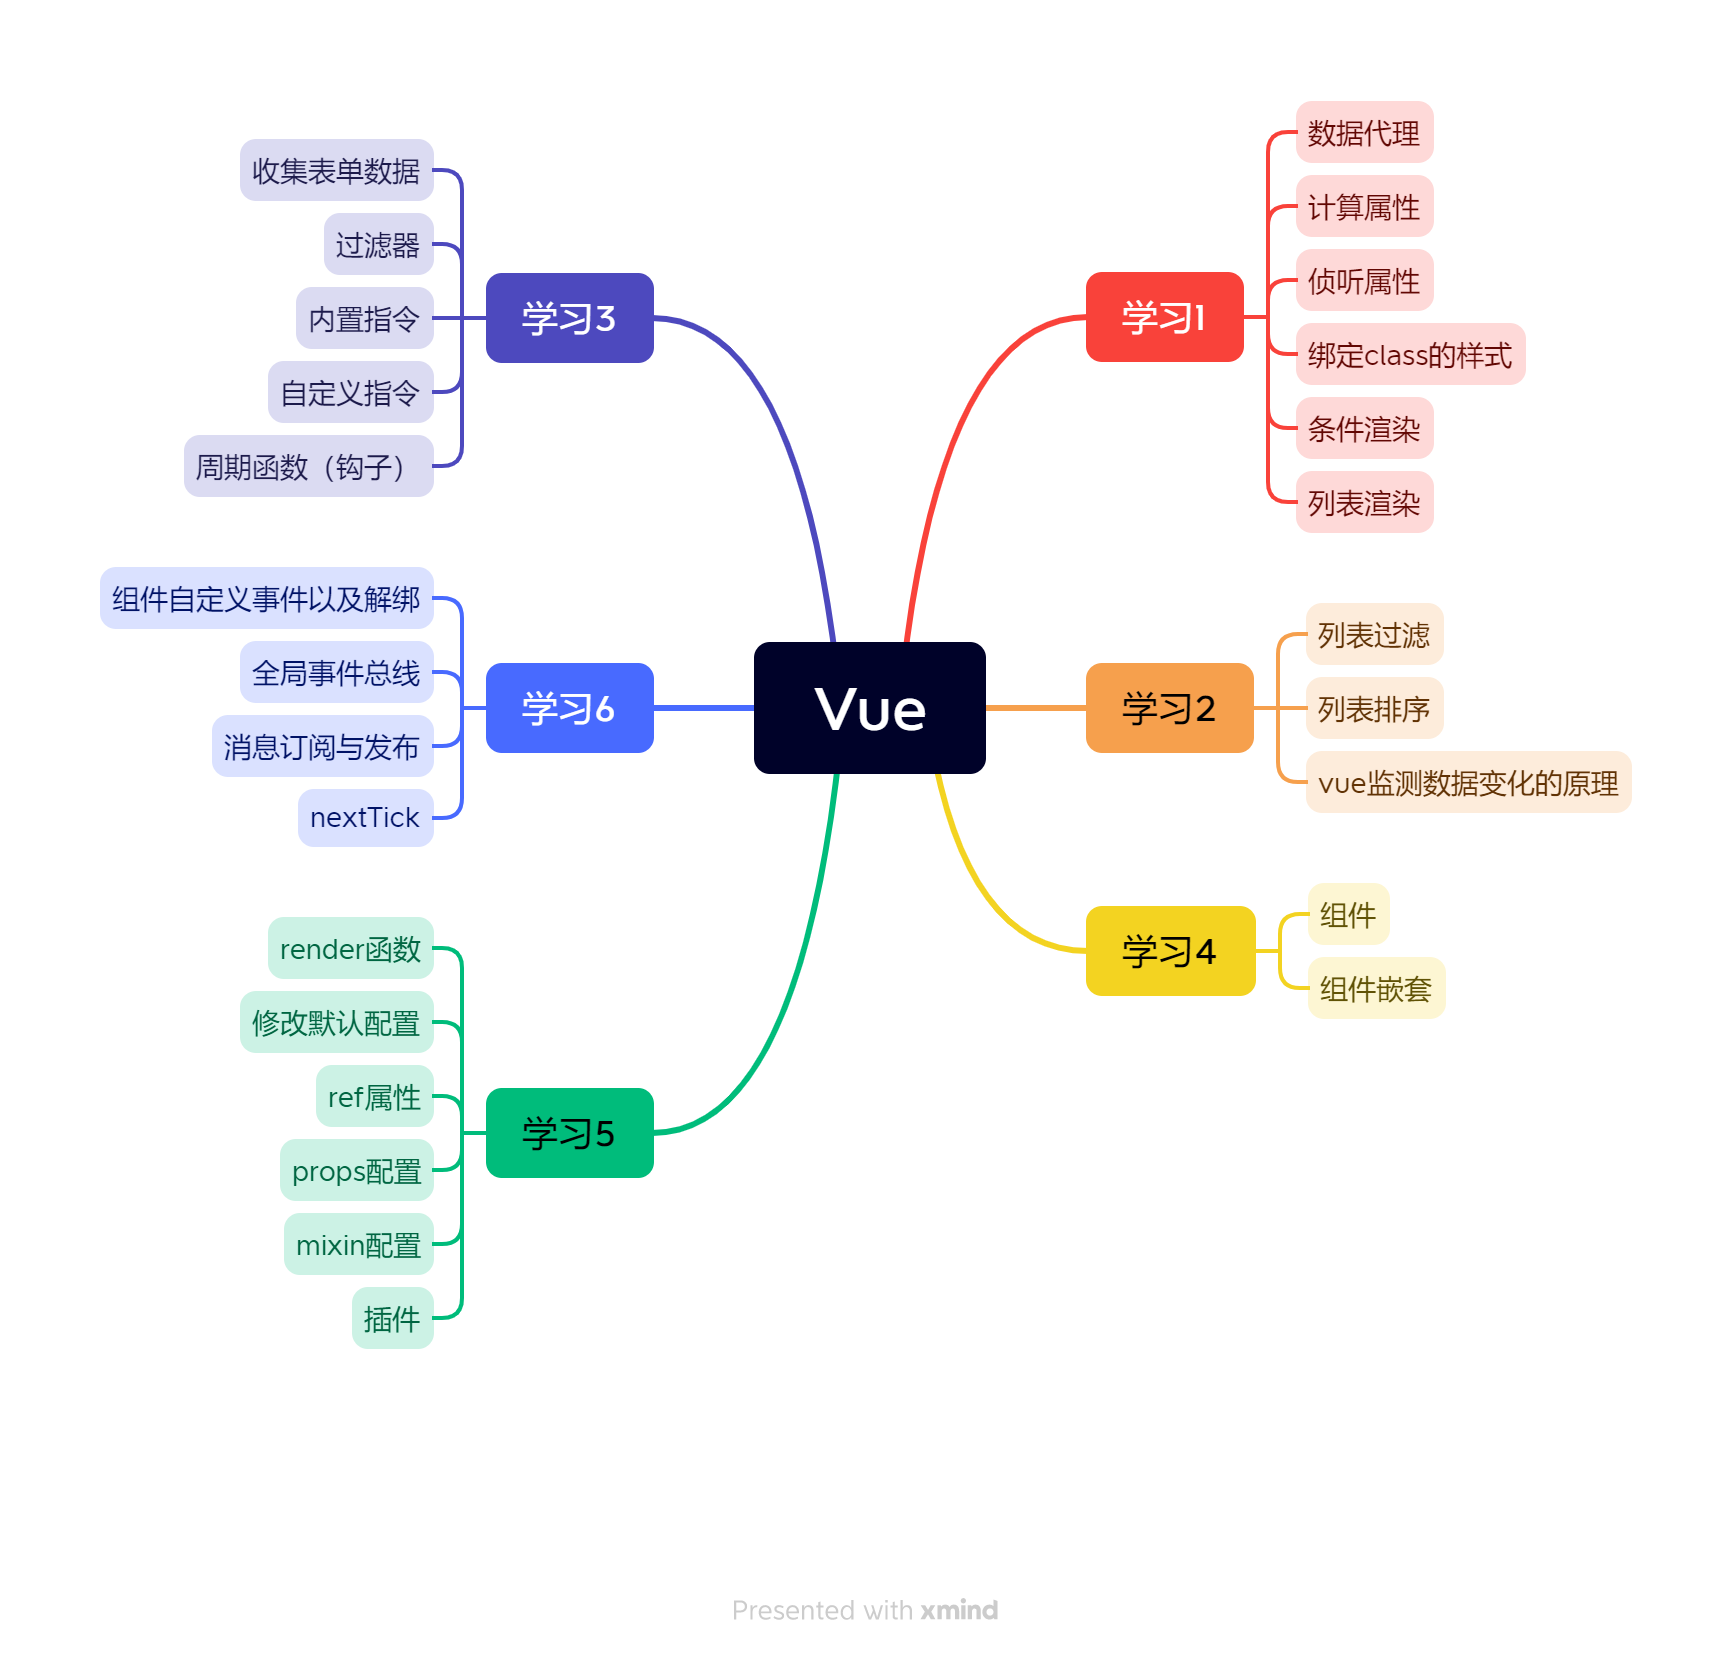 Vue
学习1
数据代理
计算属性
侦听属性
绑定class的样式
条件渲染
列表渲染
学习2
列表过滤
列表排序
vue监测数据变化的原理
学习3
收集表单数据
过滤器
内置指令
自定义指令
周期函数（钩子）
学习4
组件
组件嵌套
学习5
render函数
修改默认配置
ref属性
props配置
mixin配置
插件
学习6
组件自定义事件以及解绑
全局事件总线
消息订阅与发布
nextTick
Presented with xmind